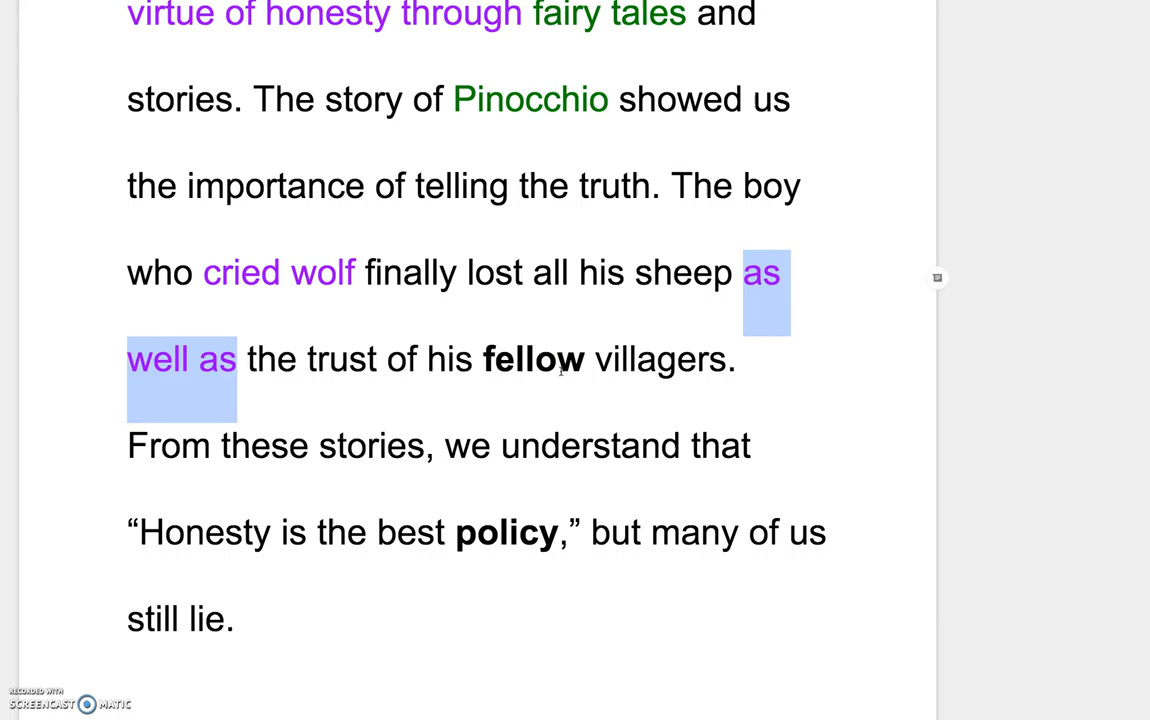 virtue of honesty through fairy tales and
stories. The story of Pinocchio showed us
the importance of telling the truth. The boy
who cried wolf finally lost all his sheep as
well as the trust of his fellow villagers.
From these stories, we understand that
“Honesty is the best policy,” but many of us
still lie.
RECORDED WITH
SCREENCAST MATIC